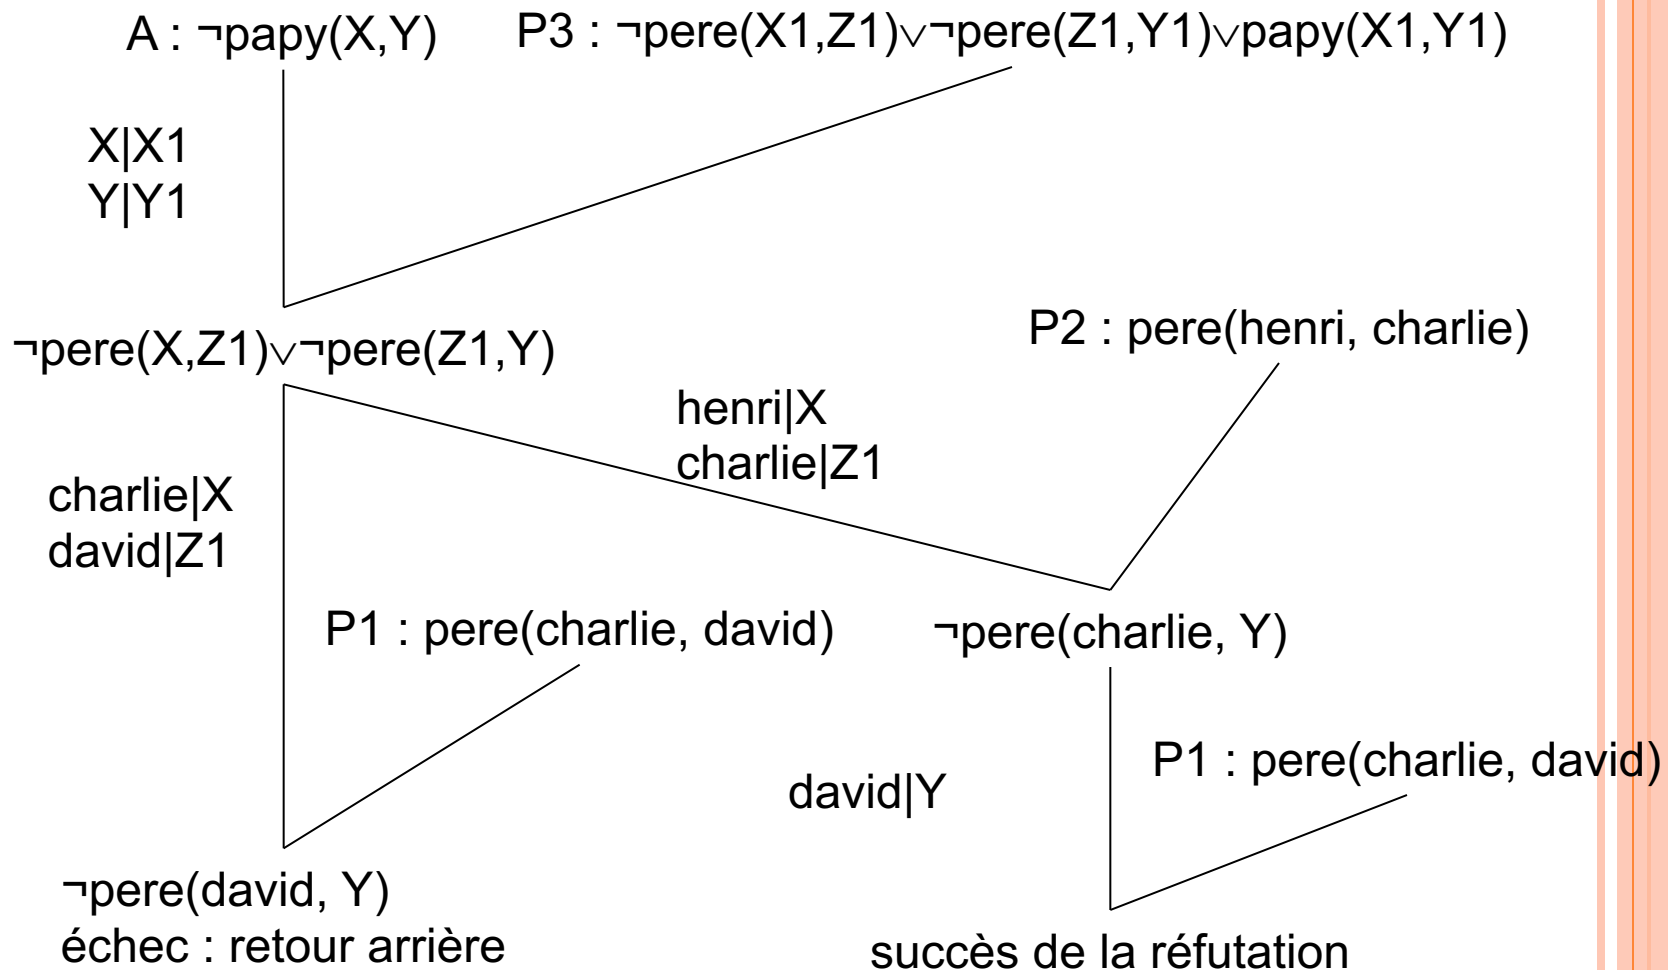 A : ¬papy(X,Y)
P3 : ¬pere(X1,Z1)∨¬pere(Z1,Y1)∨papy(X1,Y1)
X|X1
Y|Y1
¬pere(X,Z1)∨¬pere(Z1,Y)
P2 : pere(henri, charlie)
henri|X
charlie|Z1
charlie|X
david|Z1
P1 : pere(charlie, david)
¬pere(charlie, Y)
david|Y
P1 : pere(charlie, david)
¬pere(david, Y)
échec : retour arrière
succès de la réfutation